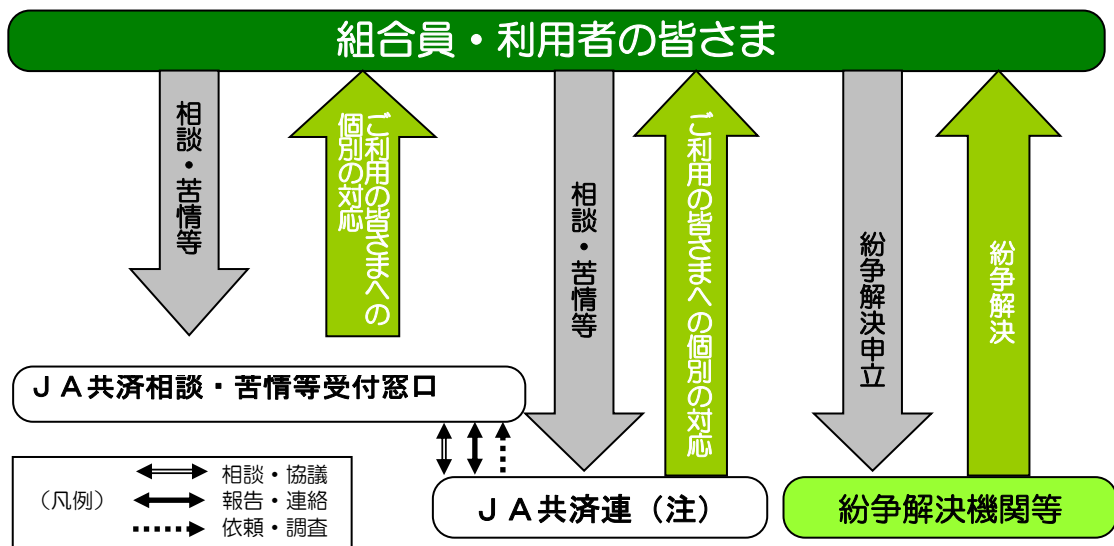 組合員・利用者の皆さま
相談・苦情等
ご利用の皆さまへの
個別の対応
相談・苦情等
ご利用の皆さまへの個別の対応
紛争解決申立
紛争解決
ＪＡ共済相談・苦情等受付窓口
ＪＡ共済連（注）
紛争解決機関等
（凡例）
相談・協議
報告・連絡
依頼・調査